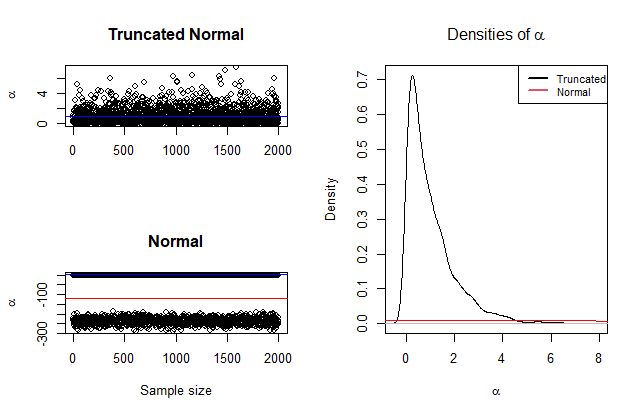 Truncated Normal
α
0 4
0 500 1000 1500 2000
Normal
α
-300 -100
0 500 1000 1500 2000
Sample size
Densities of α
Density
0.0 0.1 0.2 0.3 0.4 0.5 0.6 0.7
Truncated
Normal
0 2 4 6 8
α